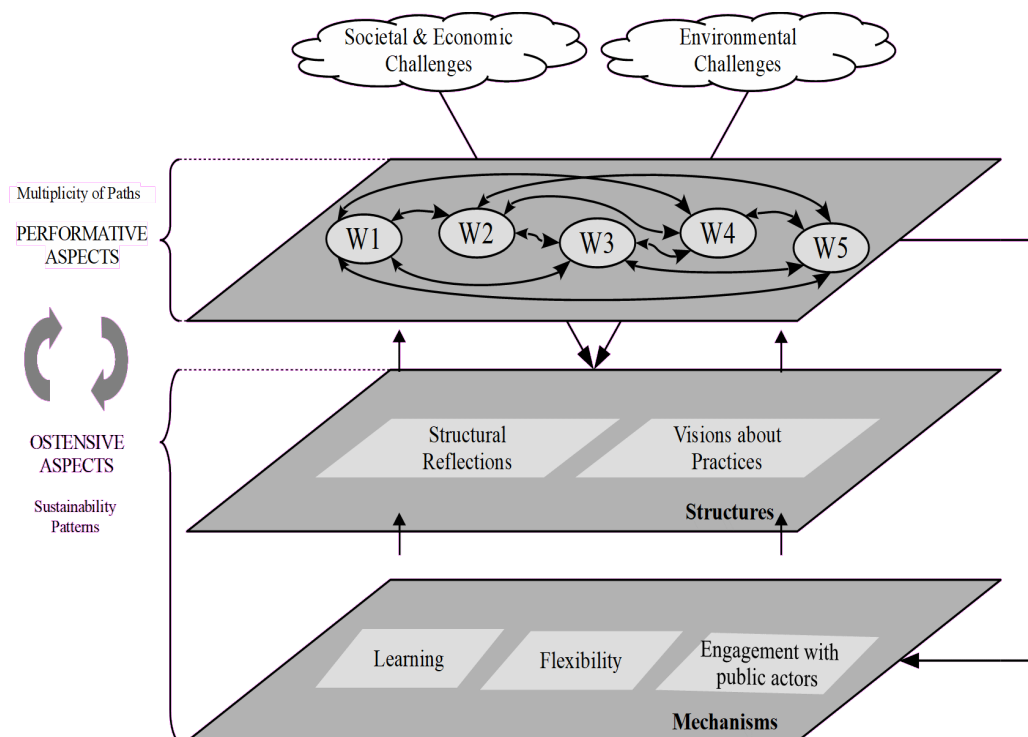 Societal & Economic
Challenges
Environmental
Challenges
Multiplicity of Paths
PERFORMATIVE
ASPECTS
W1
W2
W3
W4
W5
OSTENSIVE
ASPECTS
Sustainability
Patterns
Structural
Reflections
Visions about
Practices
Structures
Learning
Flexibility
Engagement with
public actors
Mechanisms